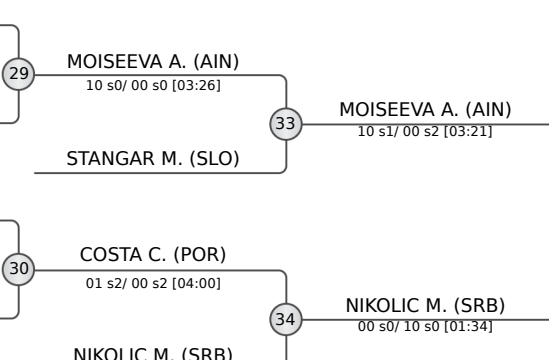 29
MOISEEVA A. (AIN)
10 s0/ 00 s0 [03:26]
33
MOISEEVA A. (AIN)
10 s1/ 00 s2 [03:21]
STANGAR M. (SLO)
30
COSTA C. (POR)
01 s2/ 00 s2 [04:00]
34
NIKOLIC M. (SRB)
00 s0/ 10 s0 [01:34]
NIKOLIC M. (SRB)